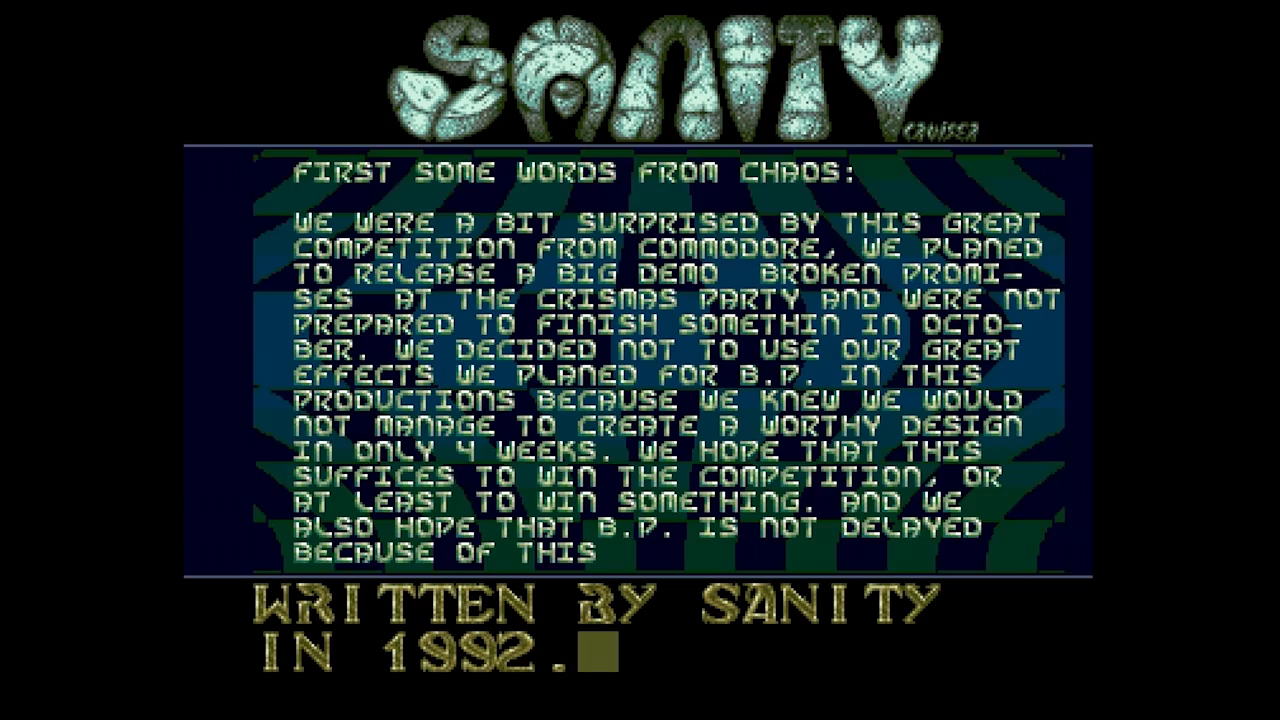 SANITY
CRUISER
FIRST SOME WORDS FROM CHAOS:
WE WERE A BIT SURPRISED BY THIS GREAT
COMPETITION FROM COMMODORE, WE PLANED
TO RELEASE A BIG DEMO  BROKEN PROMI-
SES  AT THE CRISMAS PARTY AND WERE NOT
PREPARED TO FINISH SOMETHIN IN OCTO-
BER. WE DECIDED NOT TO USE OUR GREAT
EFFECTS WE PLANED FOR B.P. IN THIS
PRODUCTIONS BECAUSE WE KNEW WE WOULD
NOT MANAGE TO CREATE A WORTHY DESIGN
IN ONLY 4 WEEKS. WE HOPE THAT THIS
SUFFICES TO WIN THE COMPETITION, OR
AT LEAST TO WIN SOMETHING. AND WE
ALSO HOPE THAT B.P. IS NOT DELAYED
BECAUSE OF THIS
WRITTEN BY SANITY
IN 1992.